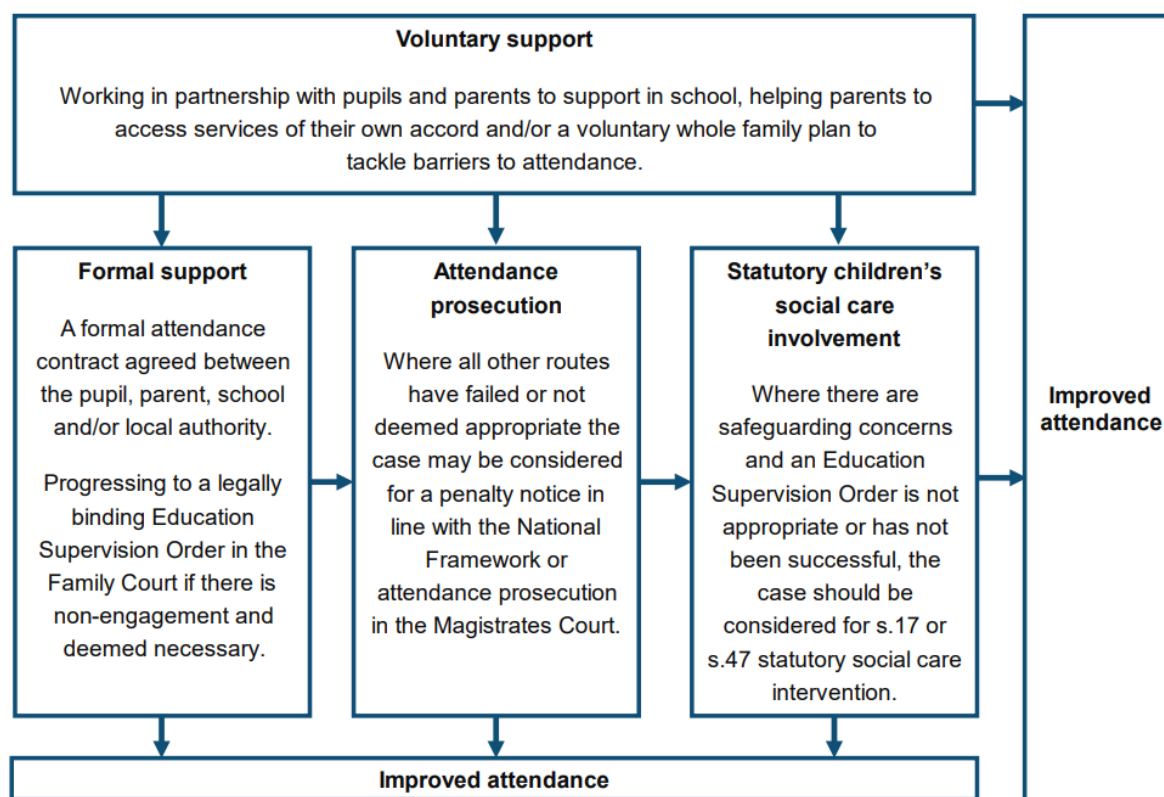 Voluntary support
Working in partnership with pupils and parents to support in school, helping parents to
access services of their own accord and/or a voluntary whole family plan to
tackle barriers to attendance.
Formal support
A formal attendance
contract agreed between
the pupil, parent, school
and/or local authority.
Progressing to a legally
binding Education
Supervision Order in the
Family Court if there is
non-engagement and
deemed necessary.
Attendance
prosecution
Where all other routes
have failed or not
deemed appropriate the
case may be considered
for a penalty notice in
line with the National
Framework or
attendance prosecution
in the Magistrates Court.
Statutory children’s
social care
involvement
Where there are
safeguarding concerns
and an Education
Supervision Order is not
appropriate or has not
been successful, the
case should be
considered for s.17 or
s.47 statutory social care
intervention.
Improved
attendance
Improved attendance